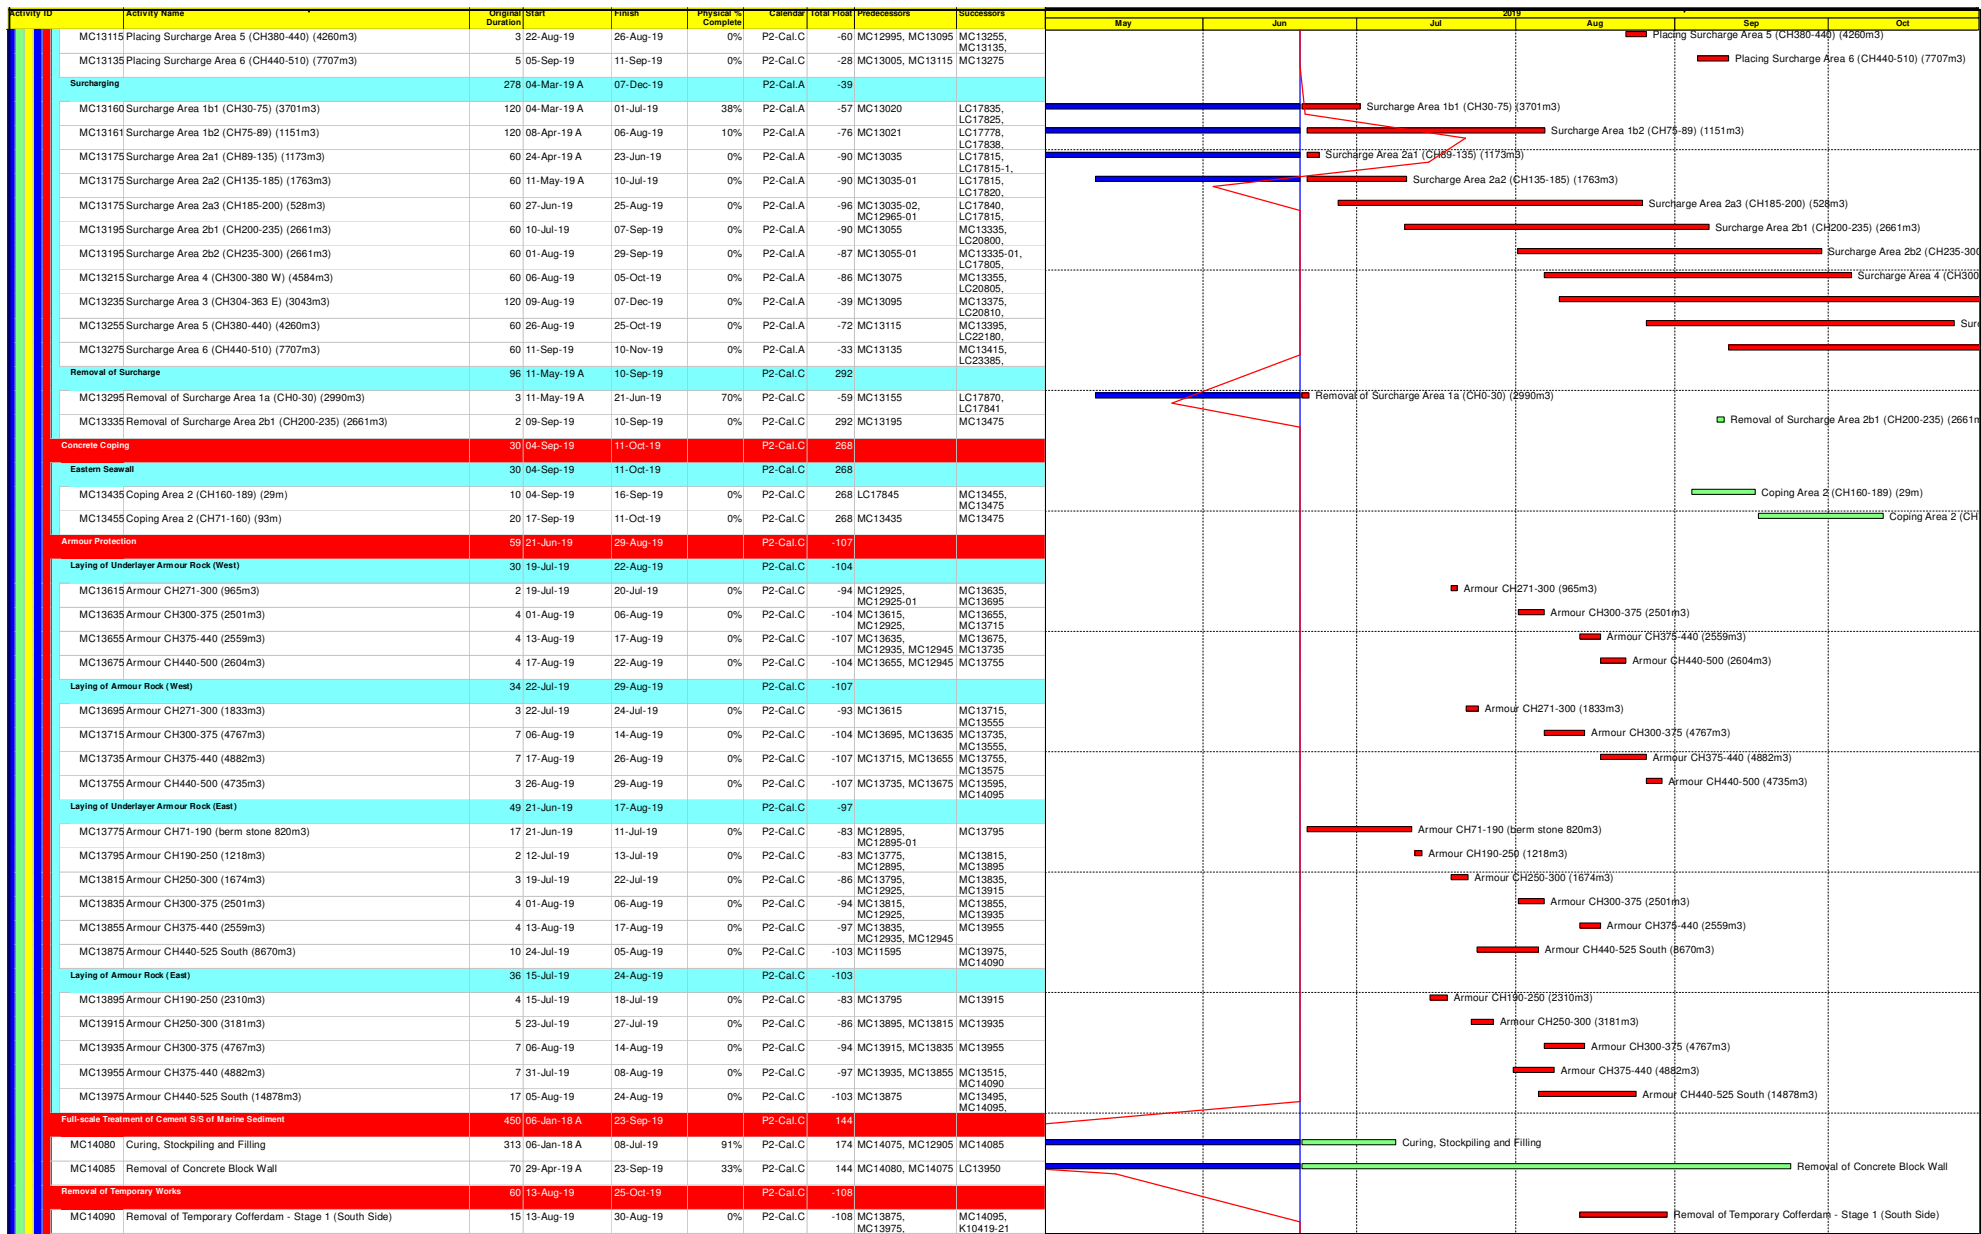 Activity ID Activity Name Original Duration Start Finish Physical % Complete Calendar Total Float Predecessors Successors 2019
May Jun Jul Aug Sep Oct
MC13115 Placing Surcharge Area 5 (CH380-440) (4260m3) 3 22-Aug-19 26-Aug-19 0% P2-Cal.C -60 MC12995, MC13095 MC13255, MC13135, Placing Surcharge Area 5 (CH380-440) (4260m3)
MC13135 Placing Surcharge Area 6 (CH440-510) (7707m3) 5 05-Sep-19 11-Sep-19 0% P2-Cal.C -28 MC13005, MC13115 MC13275 Placing Surcharge Area 6 (CH440-510) (7707m3)
Surcharging 278 04-Mar-19 A 07-Dec-19 P2-Cal.A -39
MC13160 Surcharge Area 1b1 (CH30-75) (3701m3) 120 04-Mar-19 A 01-Jul-19 38% P2-Cal.A -57 MC13020 LC17835, LC17825, Surcharge Area 1b1 (CH30-75) (3701m3)
MC13161 Surcharge Area 1b2 (CH75-89) (1151m3) 120 08-Apr-19 A 06-Aug-19 10% P2-Cal.A -76 MC13021 LC17778, LC17838, Surcharge Area 1b2 (CH75-89) (1151m3)
MC13175 Surcharge Area 2a1 (CH89-135) (1173m3) 60 24-Apr-19 A 23-Jun-19 0% P2-Cal.A -90 MC13035 LC17815, LC17815-1, Surcharge Area 2a1 (CH89-135) (1173m3)
MC13175 Surcharge Area 2a2 (CH135-185) (1763m3) 60 11-May-19 A 10-Jul-19 0% P2-Cal.A -90 MC13035-01 LC17815, LC17820, Surcharge Area 2a2 (CH135-185) (1763m3)
MC13175 Surcharge Area 2a3 (CH185-200) (528m3) 60 27-Jun-19 25-Aug-19 0% P2-Cal.A -96 MC13035-02, MC12965-01 LC17840, LC17815, Surcharge Area 2a3 (CH185-200) (528m3)
MC13195 Surcharge Area 2b1 (CH200-235) (2661m3) 60 10-Jul-19 07-Sep-19 0% P2-Cal.A -90 MC13055 MC13335, LC20800, Surcharge Area 2b1 (CH200-235) (2661m3)
MC13195 Surcharge Area 2b2 (CH235-300) (2661m3) 60 01-Aug-19 29-Sep-19 0% P2-Cal.A -87 MC13055-01 MC13335-01, LC17805, Surcharge Area 2b2 (CH235-300
MC13215 Surcharge Area 4 (CH300-380 W) (4584m3) 60 06-Aug-19 05-Oct-19 0% P2-Cal.A -86 MC13075 MC13355, LC20805, Surcharge Area 4 (CH300
MC13235 Surcharge Area 3 (CH304-363 E) (3043m3) 120 09-Aug-19 07-Dec-19 0% P2-Cal.A -39 MC13095 MC13375, LC20810,
MC13255 Surcharge Area 5 (CH380-440) (4260m3) 60 26-Aug-19 25-Oct-19 0% P2-Cal.A -72 MC13115 MC13395, LC22180, Surc
MC13275 Surcharge Area 6 (CH440-510) (7707m3) 60 11-Sep-19 10-Nov-19 0% P2-Cal.A -33 MC13135 MC13415, LC23385,
Removal of Surcharge 96 11-May-19 A 10-Sep-19 P2-Cal.C 292
MC13295 Removal of Surcharge Area 1a (CH0-30) (2990m3) 3 11-May-19 A 21-Jun-19 70% P2-Cal.C -59 MC13155 LC17870, LC17841 Removal of Surcharge Area 1a (CH0-30) (2990m3)
MC13335 Removal of Surcharge Area 2b1 (CH200-235) (2661m3) 2 09-Sep-19 10-Sep-19 0% P2-Cal.C 292 MC13195 MC13475 Removal of Surcharge Area 2b1 (CH200-235) (2661m
Concrete Coping 30 04-Sep-19 11-Oct-19 P2-Cal.C 268
Eastern Seawall 30 04-Sep-19 11-Oct-19 P2-Cal.C 268
MC13435 Coping Area 2 (CH160-189) (29m) 10 04-Sep-19 16-Sep-19 0% P2-Cal.C 268 LC17845 MC13455, MC13475 Coping Area 2 (CH160-189) (29m)
MC13455 Coping Area 2 (CH71-160) (93m) 20 17-Sep-19 11-Oct-19 0% P2-Cal.C 268 MC13435 MC13475 Coping Area 2 (CH
Armour Protection 59 21-Jun-19 29-Aug-19 P2-Cal.C -107
Laying of Underlayer Armour Rock (West) 30 19-Jul-19 22-Aug-19 P2-Cal.C -104
MC13615 Armour CH271-300 (965m3) 2 19-Jul-19 20-Jul-19 0% P2-Cal.C -94 MC12925, MC12925-01 MC13635, MC13695 Armour CH271-300 (965m3)
MC13635 Armour CH300-375 (2501m3) 4 01-Aug-19 06-Aug-19 0% P2-Cal.C -104 MC13615, MC12925, MC13655, MC13715 Armour CH300-375 (2501m3)
MC13655 Armour CH375-440 (2559m3) 4 13-Aug-19 17-Aug-19 0% P2-Cal.C -107 MC13635, MC12935, MC12945 MC13675, MC13735 Armour CH375-440 (2559m3)
MC13675 Armour CH440-500 (2604m3) 4 17-Aug-19 22-Aug-19 0% P2-Cal.C -104 MC13655, MC12945 MC13755 Armour CH440-500 (2604m3)
Laying of Armour Rock (West) 34 22-Jul-19 29-Aug-19 P2-Cal.C -107
MC13695 Armour CH271-300 (1833m3) 3 22-Jul-19 24-Jul-19 0% P2-Cal.C -93 MC13615 MC13715, MC13555 Armour CH271-300 (1833m3)
MC13715 Armour CH300-375 (4767m3) 7 06-Aug-19 14-Aug-19 0% P2-Cal.C -104 MC13695, MC13635 MC13735, MC13555, Armour CH300-375 (4767m3)
MC13735 Armour CH375-440 (4882m3) 7 17-Aug-19 26-Aug-19 0% P2-Cal.C -107 MC13715, MC13655 MC13755, MC13575 Armour CH375-440 (4882m3)
MC13755 Armour CH440-500 (4735m3) 3 26-Aug-19 29-Aug-19 0% P2-Cal.C -107 MC13735, MC13675 MC13595, MC14095 Armour CH440-500 (4735m3)
Laying of Underlayer Armour Rock (East) 49 21-Jun-19 17-Aug-19 P2-Cal.C -97
MC13775 Armour CH71-190 (berm stone 820m3) 17 21-Jun-19 11-Jul-19 0% P2-Cal.C -83 MC12895, MC12895-01 MC13795 Armour CH71-190 (berm stone 820m3)
MC13795 Armour CH190-250 (1218m3) 2 12-Jul-19 13-Jul-19 0% P2-Cal.C -83 MC13775, MC12895, MC13815, MC13895 Armour CH190-250 (1218m3)
MC13815 Armour CH250-300 (1674m3) 3 19-Jul-19 22-Jul-19 0% P2-Cal.C -86 MC13795, MC12925, MC13835, MC13915 Armour CH250-300 (1674m3)
MC13835 Armour CH300-375 (2501m3) 4 01-Aug-19 06-Aug-19 0% P2-Cal.C -94 MC13815, MC12925, MC13855, MC13935 Armour CH300-375 (2501m3)
MC13855 Armour CH375-440 (2559m3) 4 13-Aug-19 17-Aug-19 0% P2-Cal.C -97 MC13835, MC12935, MC12945 MC13955 Armour CH375-440 (2559m3)
MC13875 Armour CH440-525 South (8670m3) 10 24-Jul-19 05-Aug-19 0% P2-Cal.C -103 MC11595 MC13975, MC14090 Armour CH440-525 South (8670m3)
Laying of Armour Rock (East) 36 15-Jul-19 24-Aug-19 P2-Cal.C -103
MC13895 Armour CH190-250 (2310m3) 4 15-Jul-19 18-Jul-19 0% P2-Cal.C -83 MC13795 MC13915 Armour CH190-250 (2310m3)
MC13915 Armour CH250-300 (3181m3) 5 23-Jul-19 27-Jul-19 0% P2-Cal.C -86 MC13895, MC13815 MC13935 Armour CH250-300 (3181m3)
MC13935 Armour CH300-375 (4767m3) 7 06-Aug-19 14-Aug-19 0% P2-Cal.C -94 MC13915, MC13835 MC13955 Armour CH300-375 (4767m3)
MC13955 Armour CH375-440 (4882m3) 7 31-Jul-19 08-Aug-19 0% P2-Cal.C -97 MC13935, MC13855 MC13515, MC14090 Armour CH375-440 (4882m3)
MC13975 Armour CH440-525 South (14878m3) 17 05-Aug-19 24-Aug-19 0% P2-Cal.C -103 MC13875 MC13495, MC14095, Armour CH440-525 South (14878m3)
Full-scale Treatment of Cement S/S of Marine Sediment 450 06-Jan-18 A 23-Sep-19 P2-Cal.C 144
MC14080 Curing, Stockpiling and Filling 313 06-Jan-18 A 08-Jul-19 91% P2-Cal.C 174 MC14075, MC12905 MC14085 Curing, Stockpiling and Filling
MC14085 Removal of Concrete Block Wall 70 29-Apr-19 A 23-Sep-19 33% P2-Cal.C 144 MC14080, MC14075 LC13950 Removal of Concrete Block Wall
Removal of Temporary Works 60 13-Aug-19 25-Oct-19 P2-Cal.C -108
MC14090 Removal of Temporary Cofferdam - Stage 1 (South Side) 15 13-Aug-19 30-Aug-19 0% P2-Cal.C -108 MC13875, MC13975, MC14095, K10419-21 Removal of Temporary Cofferdam - Stage 1 (South Side)